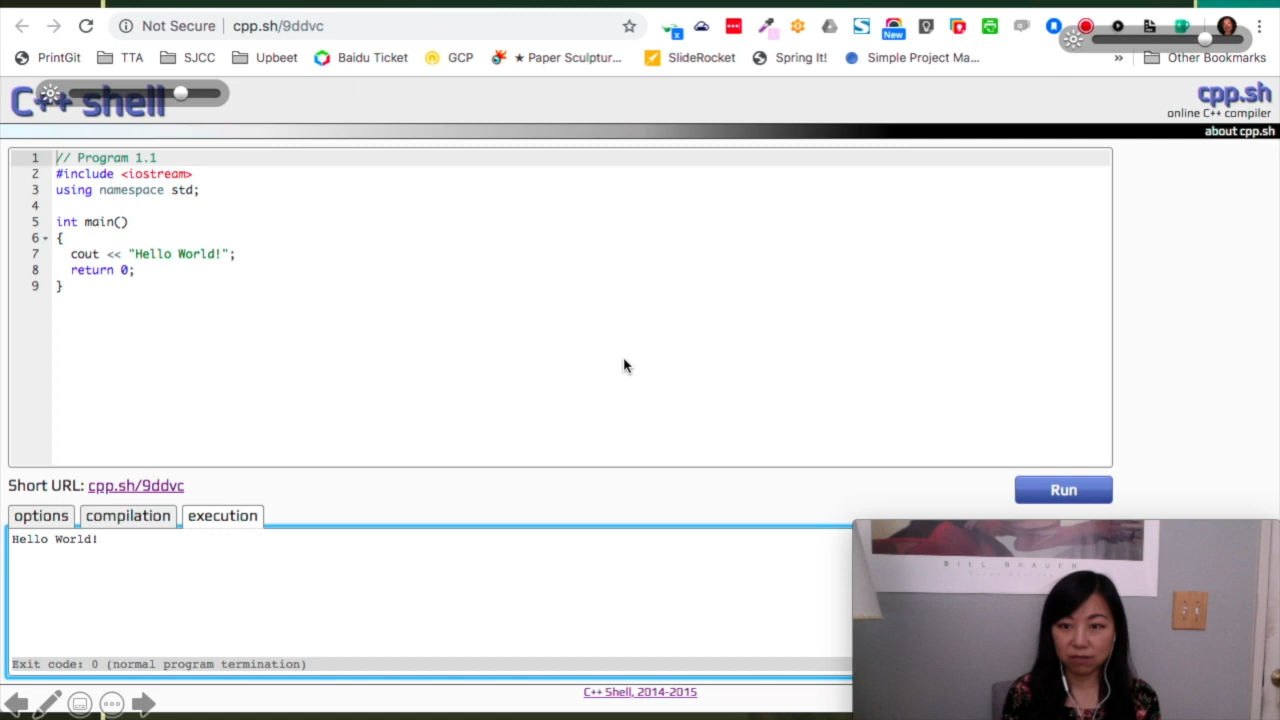 Not Secure cpp.sh/9ddvc
x New
PrintGit TTA SJCC Upbeet Baidu Ticket GCP ★ Paper Sculptur... SlideRocket Spring It! Simple Project Ma... » Other Bookmarks
C++ shell
cpp.sh
online C++ compiler
about cpp.sh
1 // Program 1.1
2 #include <iostream>
3 using namespace std;
4
5 int main()
6 {
7 cout << "Hello World!";
8 return 0;
9 }
Short URL: cpp.sh/9ddvc
Run
options compilation execution
Hello World!
BILL
Exit code: 0 (normal program termination)
C++ Shell, 2014-2015